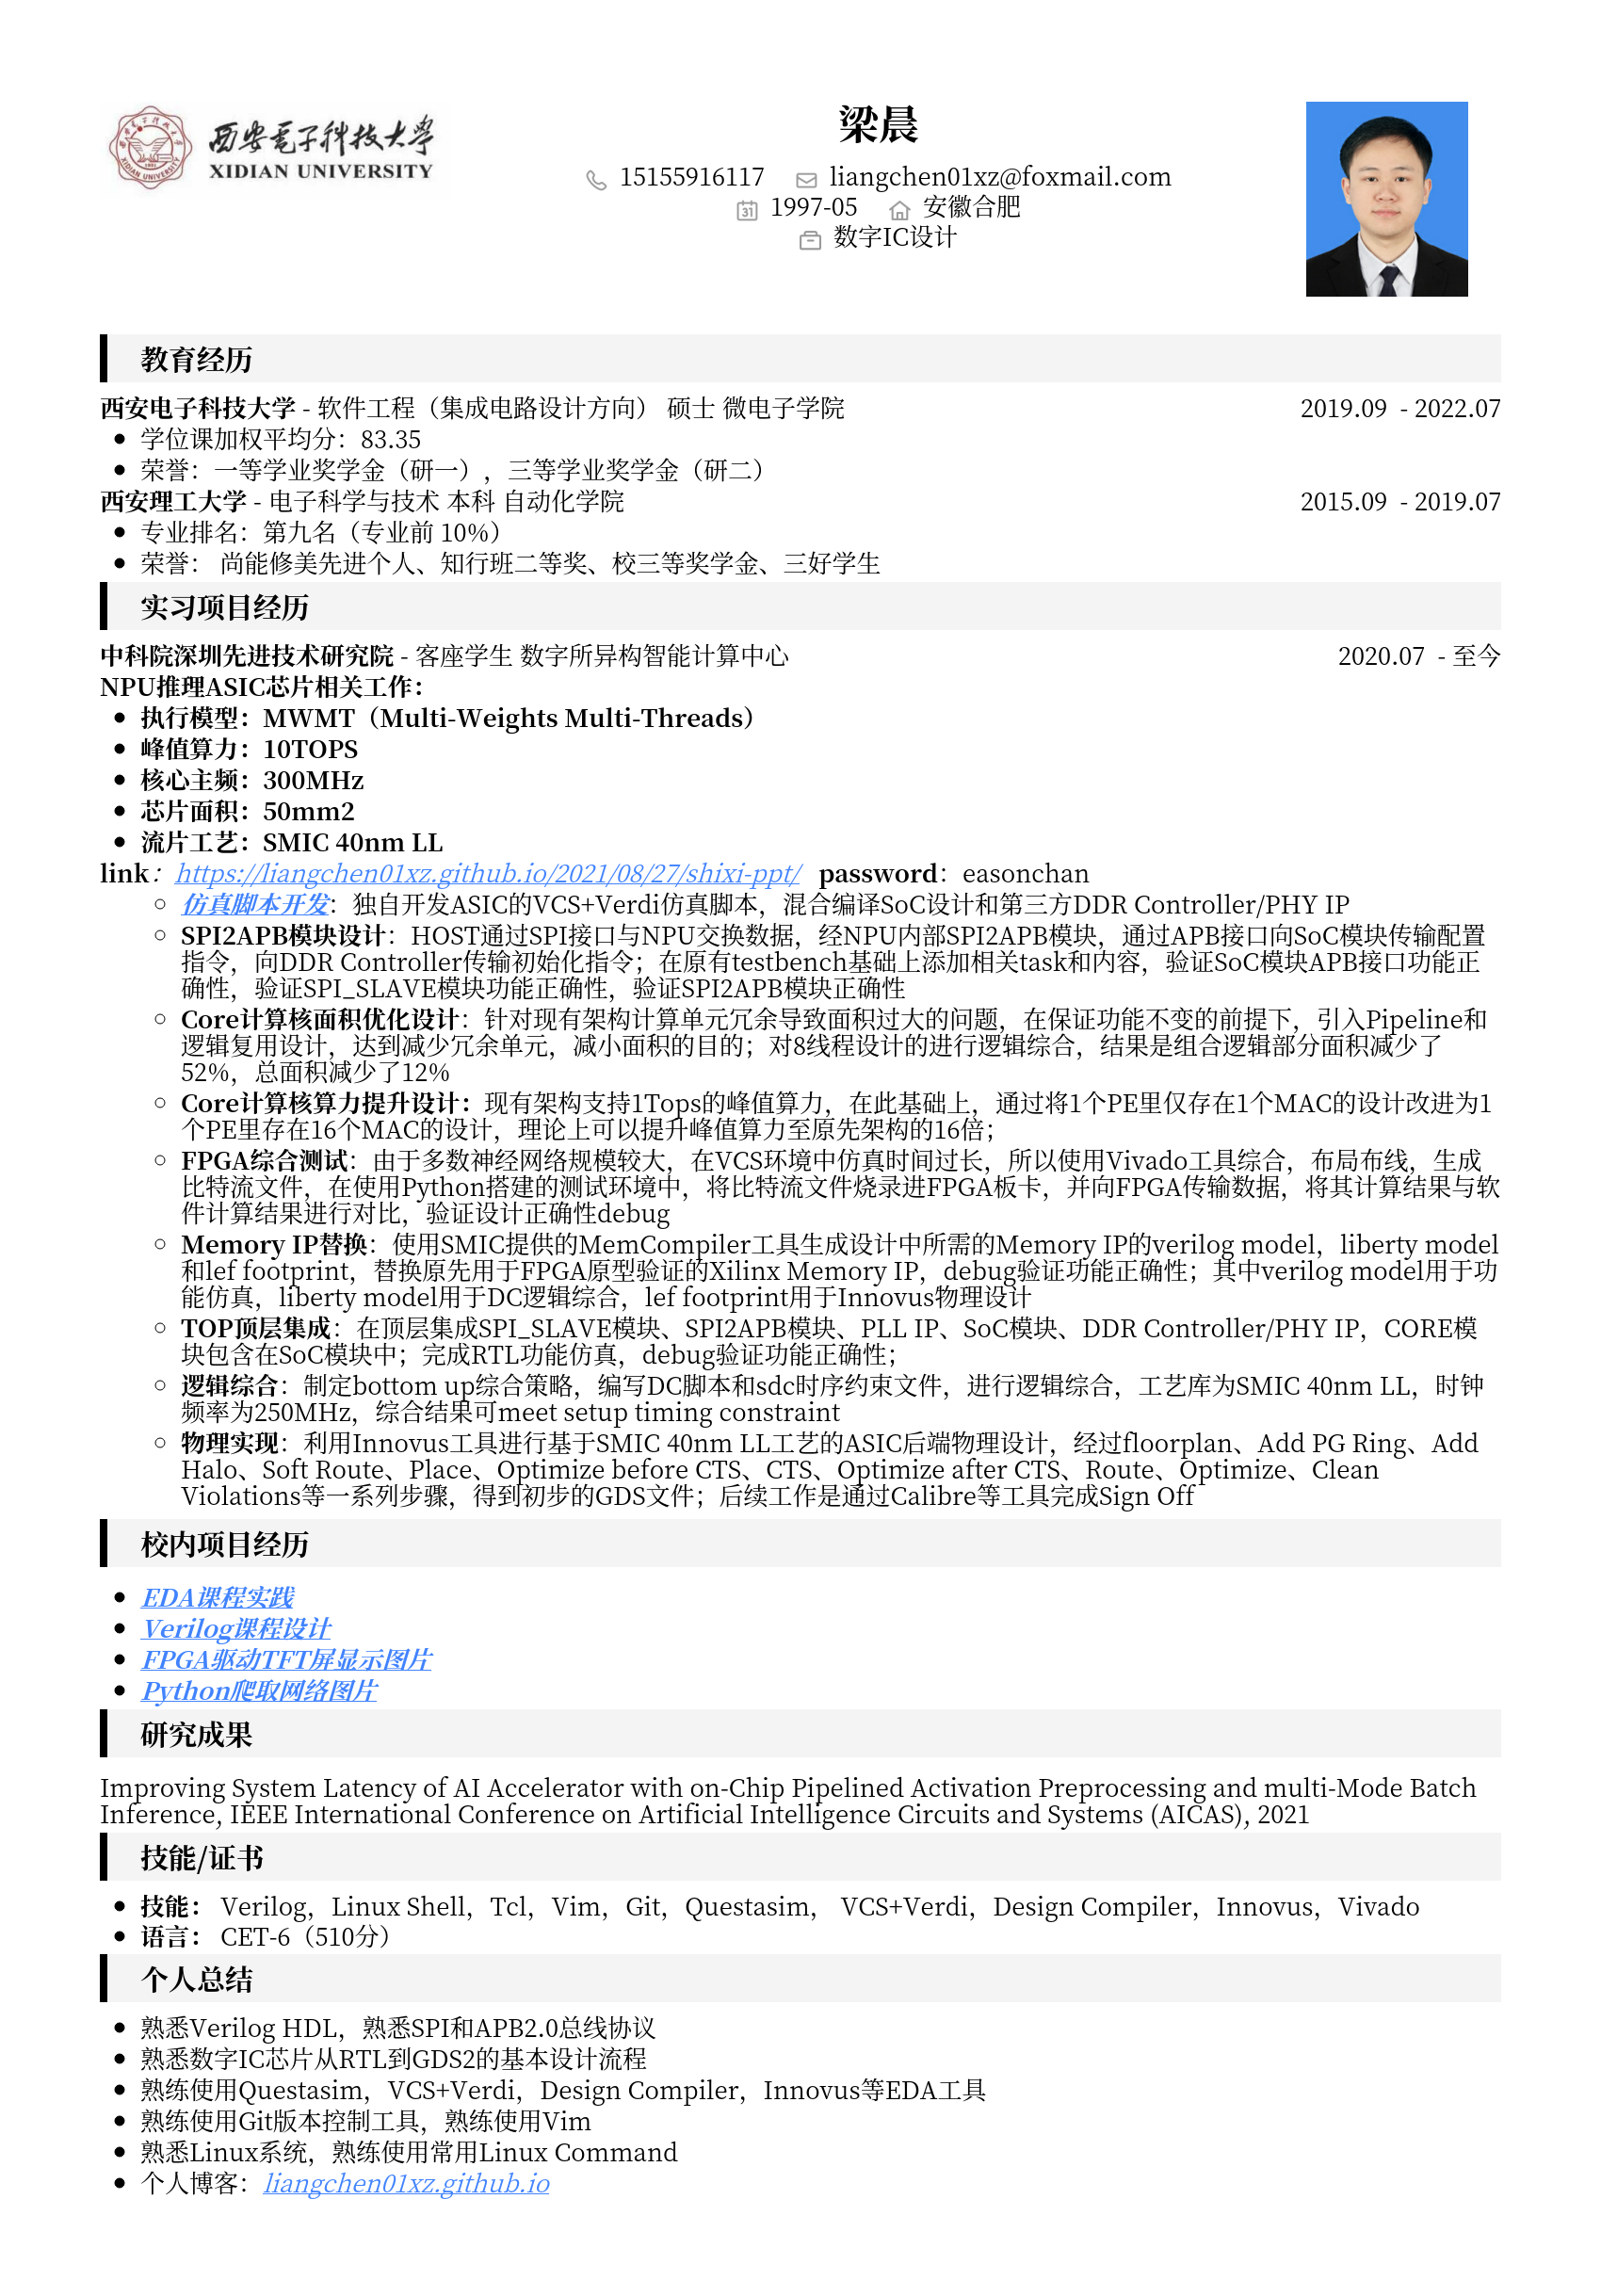 西安電子科技大学
XIDIAN UNIVERSITY
梁晨
15155916117 liangchen01xz@foxmail.com
1997-05 安徽合肥
数字IC设计
教育经历
西安电子科技大学 - 软件工程（集成电路设计方向） 硕士 微电子学院 2019.09 - 2022.07
学位课加权平均分：83.35
荣誉：一等学业奖学金（研一），三等学业奖学金（研二）
西安理工大学 - 电子科学与技术 本科 自动化学院 2015.09 - 2019.07
专业排名：第九名（专业前 10%）
荣誉： 尚能修美先进个人、知行班二等奖、校三等奖学金、三好学生
实习项目经历
中科院深圳先进技术研究院 - 客座学生 数字所异构智能计算中心 2020.07 - 至今
NPU推理ASIC芯片相关工作：
执行模型：MWMT（Multi-Weights Multi-Threads）
峰值算力：10TOPS
核心主频：300MHz
芯片面积：50mm2
流片工艺：SMIC 40nm LL
link：https://liangchen01xz.github.io/2021/08/27/shixi-ppt/ password：easonchan
仿真脚本开发：独自开发ASIC的VCS+Verdi仿真脚本，混合编译SoC设计和第三方DDR Controller/PHY IP
SPI2APB模块设计：HOST通过SPI接口与NPU交换数据，经NPU内部SPI2APB模块，通过APB接口向SoC模块传输配置
指令，向DDR Controller传输初始化指令；在原有testbench基础上添加相关task和内容，验证SoC模块APB接口功能正
确性，验证SPI_SLAVE模块功能正确性，验证SPI2APB模块正确性
Core计算核面积优化设计：针对现有架构计算单元冗余导致面积过大的问题，在保证功能不变的前提下，引入Pipeline和
逻辑复用设计，达到减少冗余单元，减小面积的目的；对8线程设计的进行逻辑综合，结果是组合逻辑部分面积减少了
52%，总面积减少了12%
Core计算核算力提升设计：现有架构支持1Tops的峰值算力，在此基础上，通过将1个PE里仅存在1个MAC的设计改进为1
个PE里存在16个MAC的设计，理论上可以提升峰值算力至原先架构的16倍；
FPGA综合测试：由于多数神经网络规模较大，在VCS环境中仿真时间过长，所以使用Vivado工具综合，布局布线，生成
比特流文件，在使用Python搭建的测试环境中，将比特流文件烧录进FPGA板卡，并向FPGA传输数据，将其计算结果与软
件计算结果进行对比，验证设计正确性debug
Memory IP替换：使用SMIC提供的MemCompiler工具生成设计中所需的Memory IP的verilog model，liberty model
和lef footprint，替换原先用于FPGA原型验证的Xilinx Memory IP，debug验证功能正确性；其中verilog model用于功
能仿真，liberty model用于DC逻辑综合，lef footprint用于Innovus物理设计
TOP顶层集成：在顶层集成SPI_SLAVE模块、SPI2APB模块、PLL IP、SoC模块、DDR Controller/PHY IP，CORE模
块包含在SoC模块中；完成RTL功能仿真，debug验证功能正确性；
逻辑综合：制定bottom up综合策略，编写DC脚本和sdc时序约束文件，进行逻辑综合，工艺库为SMIC 40nm LL，时钟
频率为250MHz，综合结果可meet setup timing constraint
物理实现：利用Innovus工具进行基于SMIC 40nm LL工艺的ASIC后端物理设计，经过floorplan、Add PG Ring、Add
Halo、Soft Route、Place、Optimize before CTS、CTS、Optimize after CTS、Route、Optimize、Clean
Violations等一系列步骤，得到初步的GDS文件；后续工作是通过Calibre等工具完成Sign Off
校内项目经历
EDA课程实践
Verilog课程设计
FPGA驱动TFT屏显示图片
Python爬取网络图片
研究成果
Improving System Latency of AI Accelerator with on-Chip Pipelined Activation Preprocessing and multi-Mode Batch
Inference, IEEE International Conference on Artificial Intelligence Circuits and Systems (AICAS), 2021
技能/证书
技能： Verilog，Linux Shell，Tcl，Vim，Git，Questasim， VCS+Verdi，Design Compiler，Innovus，Vivado
语言： CET-6（510分）
个人总结
熟悉Verilog HDL，熟悉SPI和APB2.0总线协议
熟悉数字IC芯片从RTL到GDS2的基本设计流程
熟练使用Questasim，VCS+Verdi，Design Compiler，Innovus等EDA工具
熟练使用Git版本控制工具，熟练使用Vim
熟悉Linux系统，熟练使用常用Linux Command
个人博客：liangchen01xz.github.io